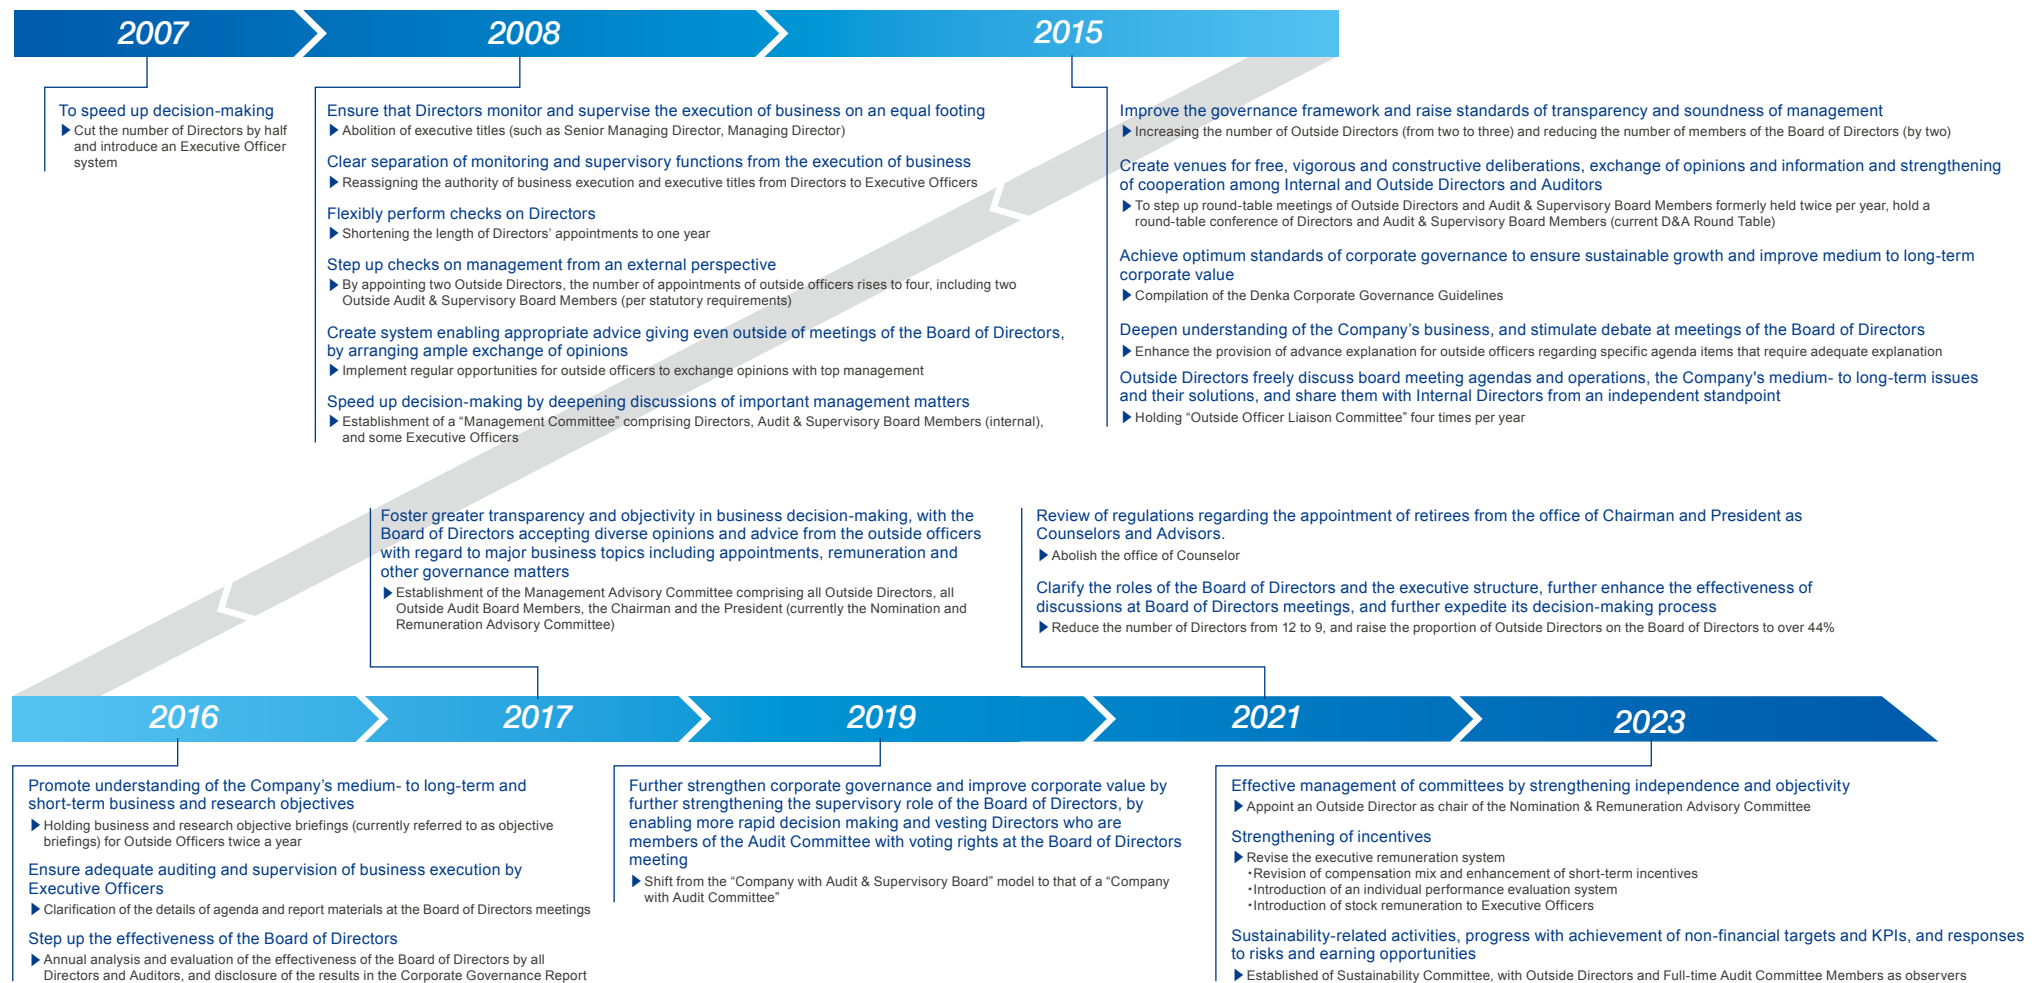 2007
To speed up decision-making
▶Cut the number of Directors by half
and introduce an Executive Officer
system
2008
Ensure that Directors monitor and supervise the execution of business on an equal footing
▶Abolition of executive titles (such as Senior Managing Director, Managing Director)
Clear separation of monitoring and supervisory functions from the execution of business
▶Reassigning the authority of business execution and executive titles from Directors to Executive Officers
Flexibly perform checks on Directors
▶Shortening the length of Directors’ appointments to one year
Step up checks on management from an external perspective
▶By appointing two Outside Directors, the number of appointments of outside officers rises to four, including two
Outside Audit & Supervisory Board Members (per statutory requirements)
Create system enabling appropriate advice giving even outside of meetings of the Board of Directors,
by arranging ample exchange of opinions
▶Implement regular opportunities for outside officers to exchange opinions with top management
Speed up decision-making by deepening discussions of important management matters
▶Establishment of a “Management Committee” comprising Directors, Audit & Supervisory Board Members (internal),
and some Executive Officers
2015
Improve the governance framework and raise standards of transparency and soundness of management
▶Increasing the number of Outside Directors (from two to three) and reducing the number of members of the Board of Directors (by two)
Create venues for free, vigorous and constructive deliberations, exchange of opinions and information and strengthening
of cooperation among Internal and Outside Directors and Auditors
▶To step up round-table meetings of Outside Directors and Audit & Supervisory Board Members formerly held twice per year, hold a
round-table conference of Directors and Audit & Supervisory Board Members (current D&A Round Table)
Achieve optimum standards of corporate governance to ensure sustainable growth and improve medium to long-term
corporate value
▶Compilation of the Denka Corporate Governance Guidelines
Deepen understanding of the Company’s business, and stimulate debate at meetings of the Board of Directors
▶Enhance the provision of advance explanation for outside officers regarding specific agenda items that require adequate explanation
Outside Directors freely discuss board meeting agendas and operations, the Company's medium- to long-term issues
and their solutions, and share them with Internal Directors from an independent standpoint
▶Holding “Outside Officer Liaison Committee” four times per year
2016
Promote understanding of the Company’s medium- to long-term and
short-term business and research objectives
▶Holding business and research objective briefings (currently referred to as objective
briefings) for Outside Officers twice a year
Ensure adequate auditing and supervision of business execution by
Executive Officers
▶Clarification of the details of agenda and report materials at the Board of Directors meetings
Step up the effectiveness of the Board of Directors
▶Annual analysis and evaluation of the effectiveness of the Board of Directors by all
Directors and Auditors, and disclosure of the results in the Corporate Governance Report
Foster greater transparency and objectivity in business decision-making, with the
Board of Directors accepting diverse opinions and advice from the outside officers
with regard to major business topics including appointments, remuneration and
other governance matters
▶Establishment of the Management Advisory Committee comprising all Outside Directors, all
Outside Audit Board Members, the Chairman and the President (currently the Nomination and
Remuneration Advisory Committee)
2017
2019
Further strengthen corporate governance and improve corporate value by
further strengthening the supervisory role of the Board of Directors, by
enabling more rapid decision making and vesting Directors who are
members of the Audit Committee with voting rights at the Board of Directors
meeting
▶Shift from the “Company with Audit & Supervisory Board” model to that of a “Company
with Audit Committee”
Review of regulations regarding the appointment of retirees from the office of Chairman and President as
Counselors and Advisors.
▶Abolish the office of Counselor
Clarify the roles of the Board of Directors and the executive structure, further enhance the effectiveness of
discussions at Board of Directors meetings, and further expedite its decision-making process
▶Reduce the number of Directors from 12 to 9, and raise the proportion of Outside Directors on the Board of Directors to over 44%
2021
2023
Effective management of committees by strengthening independence and objectivity
▶Appoint an Outside Director as chair of the Nomination & Remuneration Advisory Committee
Strengthening of incentives
▶Revise the executive remuneration system
・Revision of compensation mix and enhancement of short-term incentives
・Introduction of an individual performance evaluation system
・Introduction of stock remuneration to Executive Officers
Sustainability-related activities, progress with achievement of non-financial targets and KPIs, and responses
to risks and earning opportunities
▶Established of Sustainability Committee, with Outside Directors and Full-time Audit Committee Members as observers